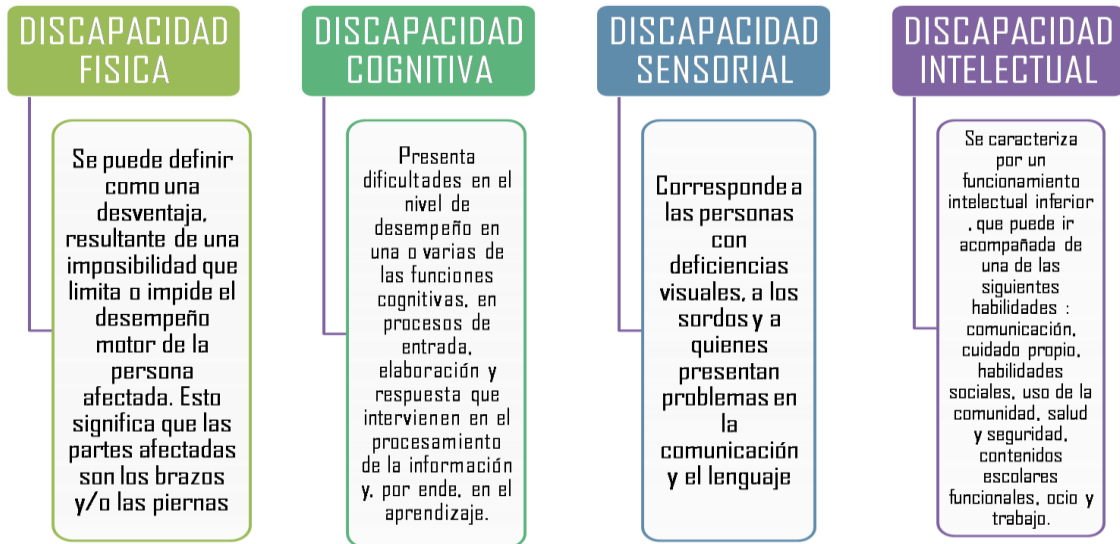 DISCAPACIDAD
FISICA
Se puede definir
como una
desventaja,
resultante de una
imposibilidad que
limita o impide el
desempeño
motor de la
persona
afectada. Esto
significa que las
partes afectadas
son los brazos
y/o las piernas
DISCAPACIDAD
COGNITIVA
Presenta
dificultades en el
nivel de
desempeño en
una o varias de
las funciones
cognitivas, en
procesos de
entrada,
elaboración y
respuesta que
intervienen en el
procesamiento
de la información
y, por ende, en el
aprendizaje.
DISCAPACIDAD
SENSORIAL
Corresponde a
las personas
con
deficiencias
visuales, a los
sordos y a
quienes
presentan
problemas en
la
comunicación
y el lenguaje
DISCAPACIDAD
INTELECTUAL
Se caracteriza
por un
funcionamiento
intelectual inferior
, que puede ir
acompañada de
una de las
siguientes
habilidades :
comunicación,
cuidado propio,
habilidades
sociales, uso de la
comunidad, salud
y seguridad,
contenidos
escolares
funcionales, ocio y
trabajo.